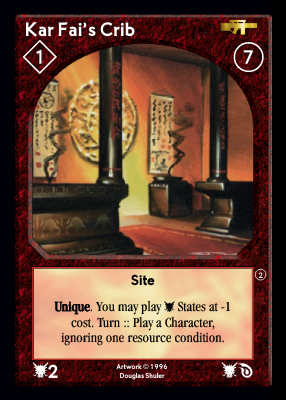 Kar Fai's Crib
1
7
Site
2
Unique. You may play States at -1
cost. Turn :: Play a Character,
ignoring one resource condition.
2
Artwork © 1996
Douglas Shuler